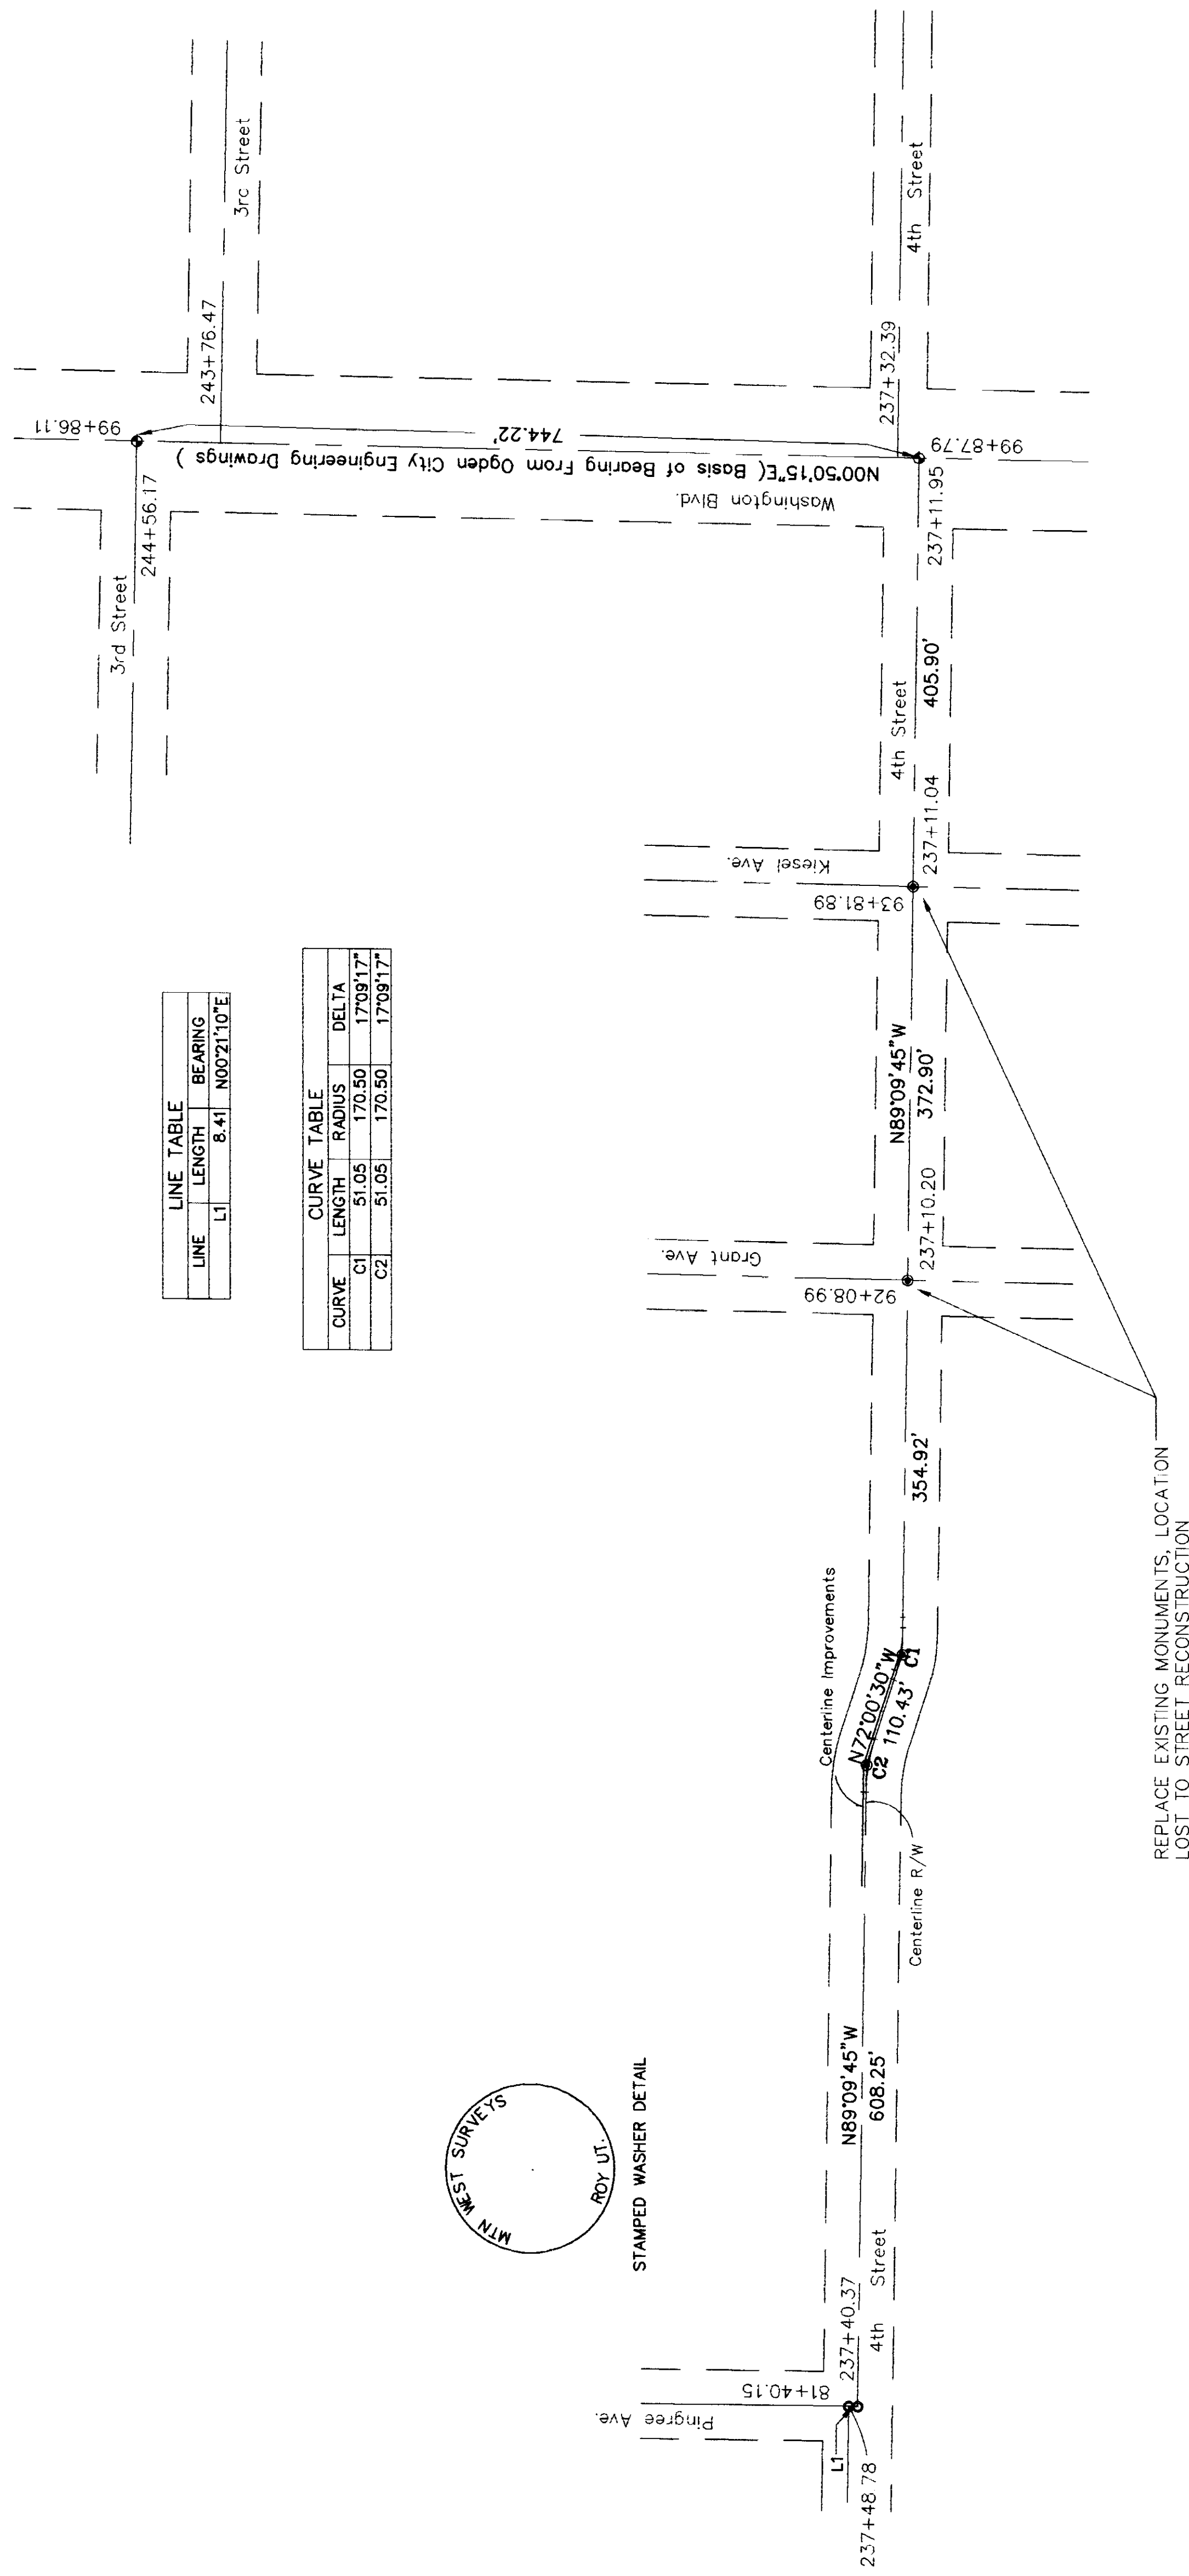 3rd Street
244+56.17
99+86.11
243+76.47
3rc Street
744.22'
N00°50'15"E( Basis of Bearing From Ogden City Engineering Drawings )
Washington Blvd.
LINE TABLE
LINE LENGTH BEARING
L1 8.41 N00°21'10"E
CURVE TABLE
CURVE LENGTH RADIUS DELTA
C1 51.05 170.50 17°09'17"
C2 51.05 170.50 17°09'17"
MTN WEST SURVEYS
ROY UT.
STAMPED WASHER DETAIL
Pingree Ave.
81+40.15
L1
237+40.37
237+48.78
4th Street
N89°09'45"W
608.25'
Centerline Improvements
Centerline R/W
N72°00'30"W
110.43'
C2
C1
354.92'
Grant Ave.
92+08.99
237+10.20
N89°09'45"W
372.90'
Kiesel Ave.
93+81.89
237+11.04
4th Street
405.90'
237+11.95
99+87.79
237+32.39
4th Street
REPLACE EXISTING MONUMENTS, LOCATION
LOST TO STREET RECONSTRUCTION